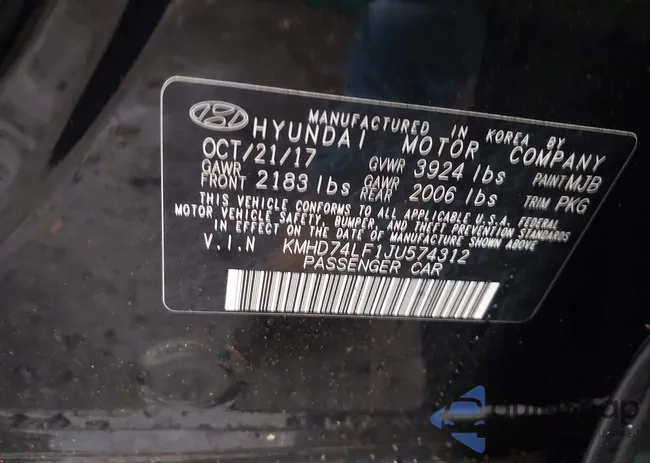 MANUFACTURED IN KOREA BY
HYUNDAI MOTOR COMPANY
OCT/21/17 GVWR 3924 lbs PAINT MJB
GAWR FRONT 2183 lbs GAWR REAR 2006 lbs TRIM PKG
THIS VEHICLE CONFORMS TO ALL APPLICABLE U.S.A. FEDERAL
MOTOR VEHICLE SAFETY, BUMPER, AND THEFT PREVENTION STANDARDS
IN EFFECT ON THE DATE OF MANUFACTURE SHOWN ABOVE
V.I.N KMHD74LF1JU574312
PASSENGER CAR